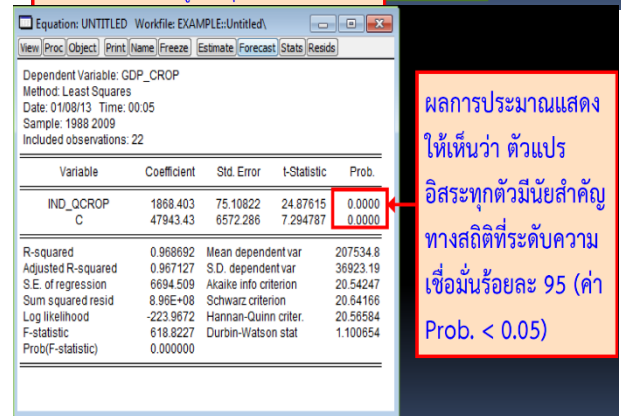 Equation: UNTITLED Workfile: EXAMPLE::Untitled\
View Proc Object Print Name Freeze Estimate Forecast Stats Resids
Dependent Variable: GDP_CROP
Method: Least Squares
Date: 01/08/13 Time: 00:05
Sample: 1988 2009
Included observations: 22
Variable Coefficient Std. Error t-Statistic Prob.
IND_QCROP 1868.403 75.10822 24.87615 0.0000
C 47943.43 6572.286 7.294787 0.0000
R-squared 0.968692 Mean dependent var 207534.8
Adjusted R-squared 0.967127 S.D. dependent var 36923.19
S.E. of regression 6694.509 Akaike info criterion 20.54247
Sum squared resid 8.96E+08 Schwarz criterion 20.64166
Log likelihood -223.9672 Hannan-Quinn criter. 20.56584
F-statistic 618.8227 Durbin-Watson stat 1.100654
Prob(F-statistic) 0.000000
ผลการประมาณแสดง
ให้เห็นว่า ตัวแปร
อิสระทุกตัวมีนัยสำคัญ
ทางสถิติที่ระดับความ
เชื่อมั่นร้อยละ 95 (ค่า
Prob. < 0.05)